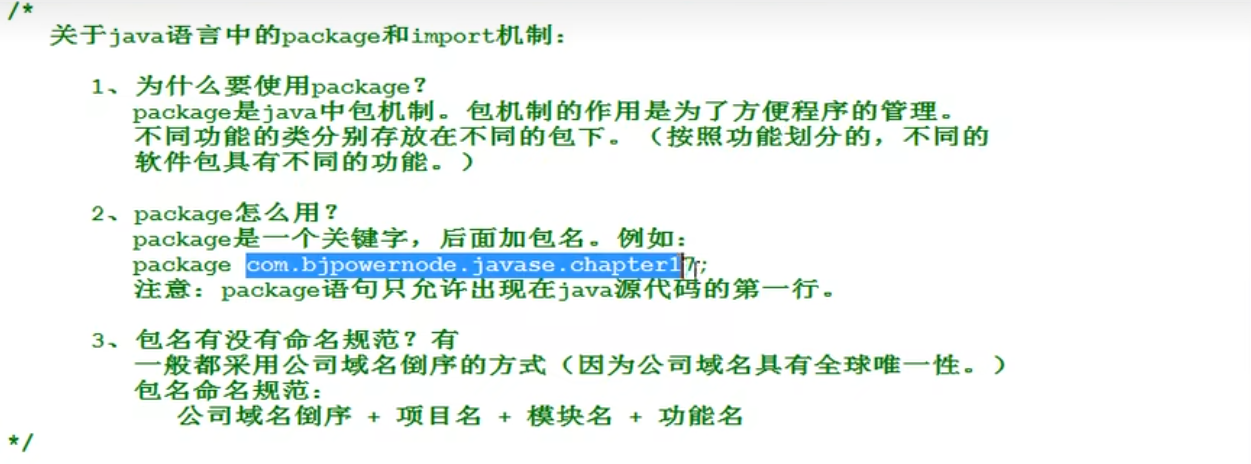 /*
关于java语言中的package和import机制：
1、为什么要使用package？
package是java中包机制。包机制的作用是为了方便程序的管理。
不同功能的类分别存放在不同的包下。（按照功能划分的，不同的
软件包具有不同的功能。）
2、package怎么用？
package是一个关键字，后面加包名。例如：
package com.bjpowernode.javase.chapter17;
注意：package语句只允许出现在java源代码的第一行。
3、包名有没有命名规范？有
一般都采用公司域名倒序的方式（因为公司域名具有全球唯一性。）
包名命名规范：
公司域名倒序 + 项目名 + 模块名 + 功能名
*/